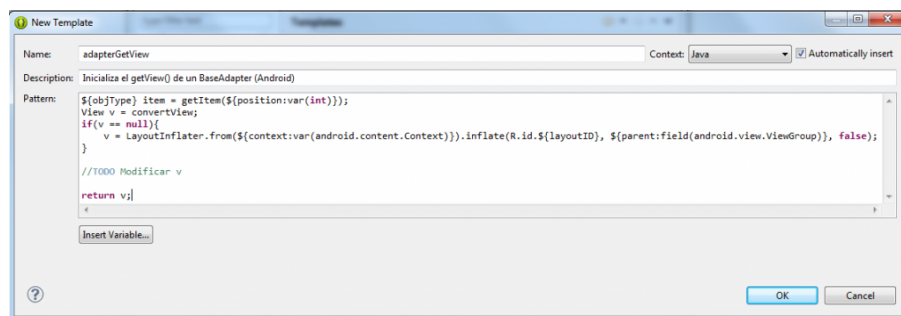 New Template
Templates
Name: adapterGetView Context: Java Automatically insert
Description: Inicializa el getView() de un BaseAdapter (Android)
Pattern: ${objType} item = getItem(${position:var(int)});
View v = convertView;
if(v == null){
v = LayoutInflater.from(${context:var(android.content.Context)}).inflate(R.id.${layoutID}, ${parent:field(android.view.ViewGroup)}, false);
}
//TODO Modificar v
return v;
Insert Variable...
OK Cancel